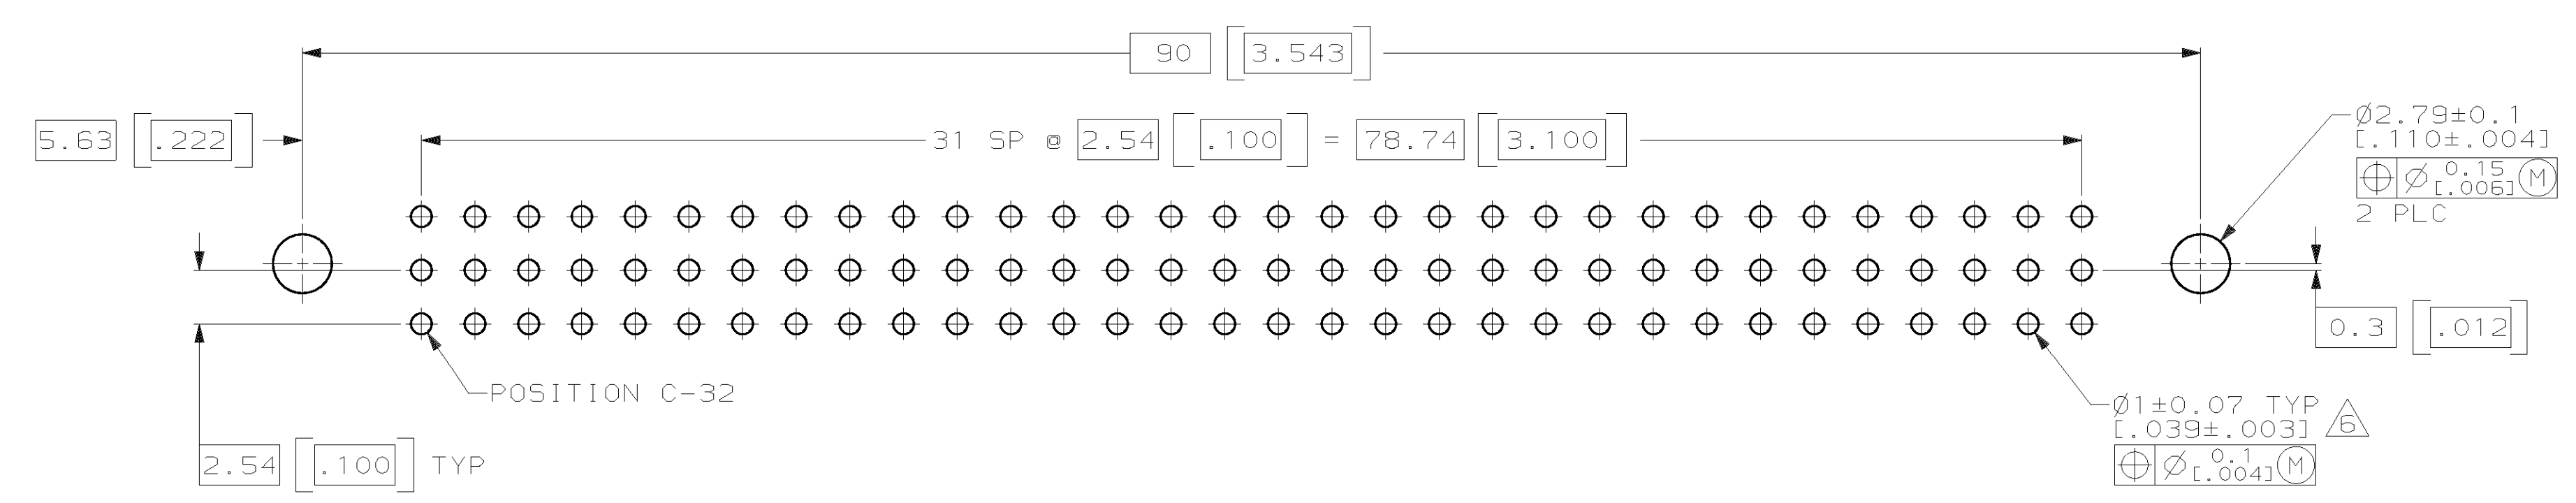 90 [3.543]
5.63 [.222]
31 SP @ 2.54 [.100] = 78.74 [3.100]
Ø2.79±0.1
[.110±.004]
⌖ Ø 0.15 [.006] Ⓜ
2 PLC
0.3 [.012]
POSITION C-32
Ø1±0.07 TYP
[.039±.003] 6
⌖ Ø 0.1 [.004] Ⓜ
2.54 [.100] TYP